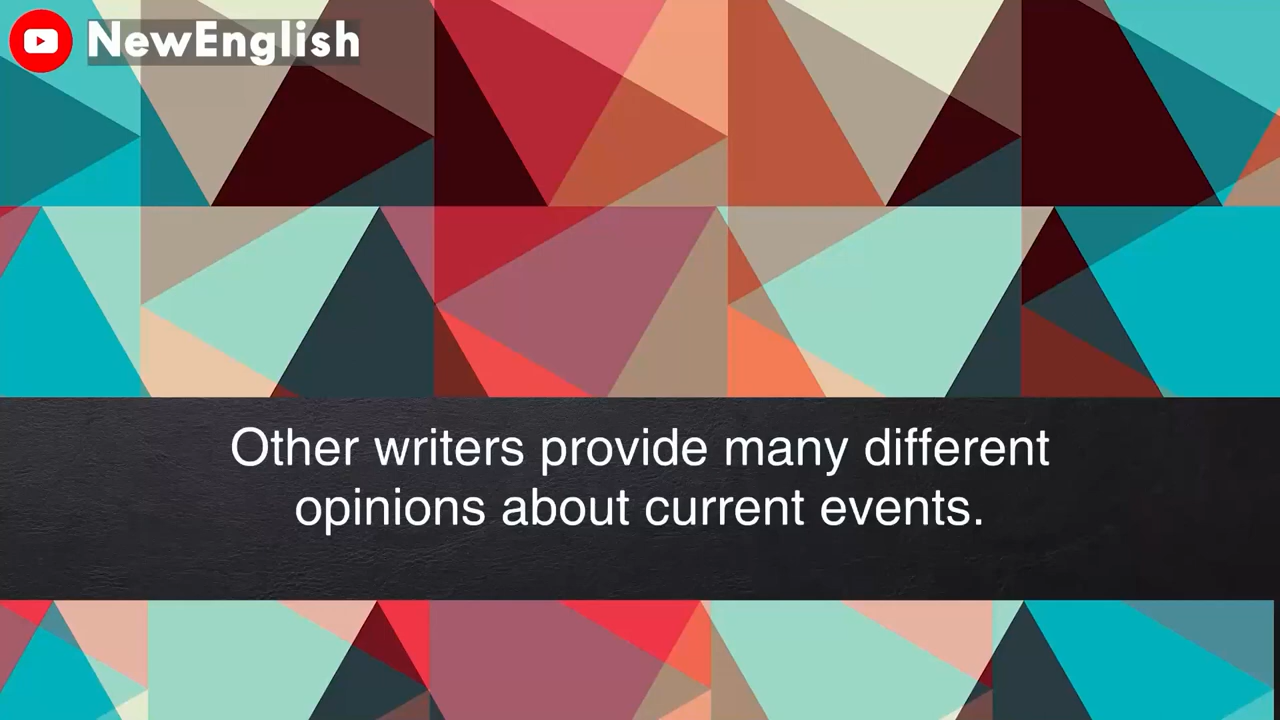 NewEnglish
Other writers provide many different
opinions about current events.